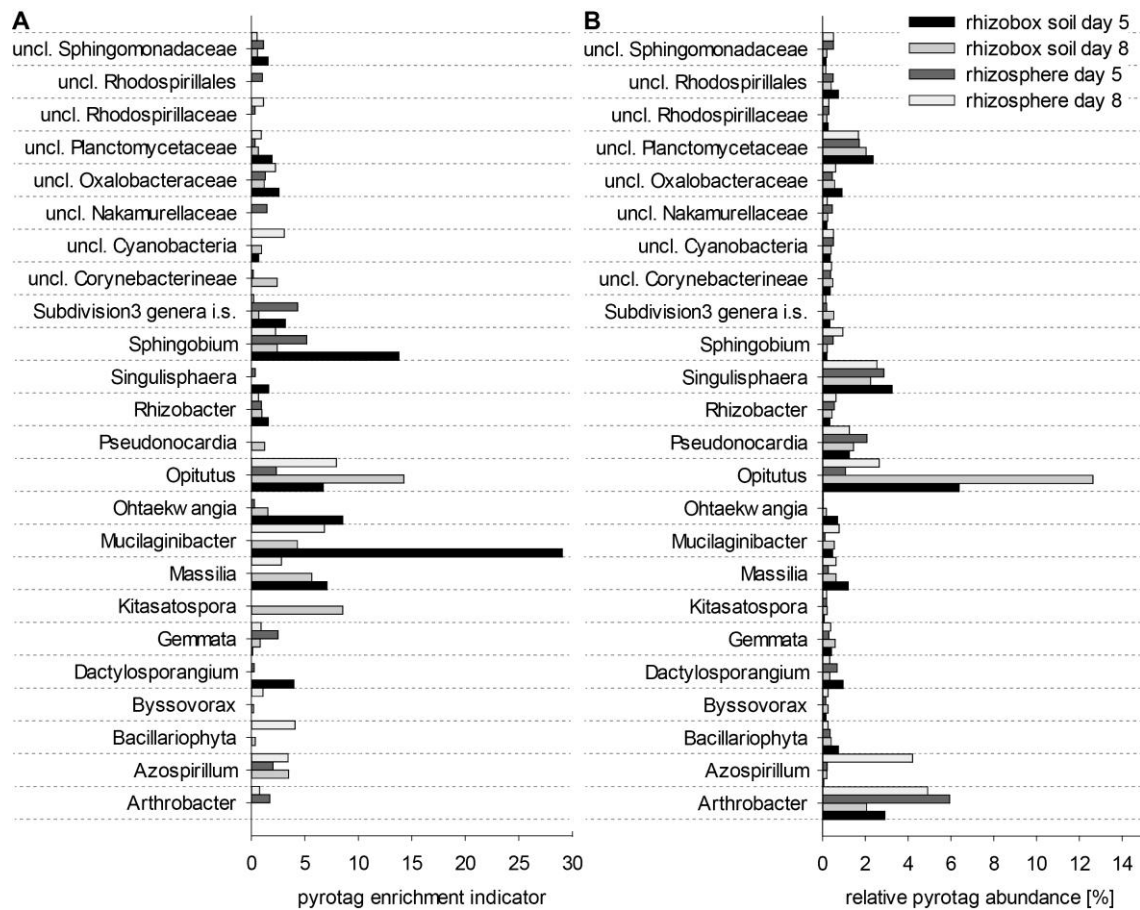 A
uncl. Sphingomonadaceae
uncl. Rhodospirillales
uncl. Rhodospirillaceae
uncl. Planctomycetaceae
uncl. Oxalobacteraceae
uncl. Nakamurellaceae
uncl. Cyanobacteria
uncl. Corynebacterineae
Subdivision3 genera i.s.
Sphingobium
Singulisphaera
Rhizobacter
Pseudonocardia
Opitutus
Ohtaekwangia
Mucilaginibacter
Massilia
Kitasatospora
Gemmata
Dactylosporangium
Byssovorax
Bacillariophyta
Azospirillum
Arthrobacter
0 5 10 15 20 25 30
pyrotag enrichment indicator
B
rhizobox soil day 5
rhizobox soil day 8
rhizosphere day 5
rhizosphere day 8
uncl. Sphingomonadaceae
uncl. Rhodospirillales
uncl. Rhodospirillaceae
uncl. Planctomycetaceae
uncl. Oxalobacteraceae
uncl. Nakamurellaceae
uncl. Cyanobacteria
uncl. Corynebacterineae
Subdivision3 genera i.s.
Sphingobium
Singulisphaera
Rhizobacter
Pseudonocardia
Opitutus
Ohtaekwangia
Mucilaginibacter
Massilia
Kitasatospora
Gemmata
Dactylosporangium
Byssovorax
Bacillariophyta
Azospirillum
Arthrobacter
0 2 4 6 8 10 12 14
relative pyrotag abundance [%]